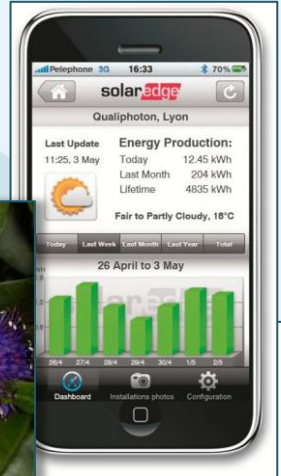 Pelephone 3G 16:33 70%
solaredge
Qualiphoton, Lyon
Last Update
11:25, 3 May
Energy Production:
Today 12.45 kWh
Last Month 204 kWh
Lifetime 4835 kWh
Fair to Partly Cloudy, 18°C
Today Last Week Last Month Last Year Total
26 April to 3 May
solaredge
26/4 27/4 28/4 29/4 30/4 1/5 2/5
Dashboard Installations photos Configuration